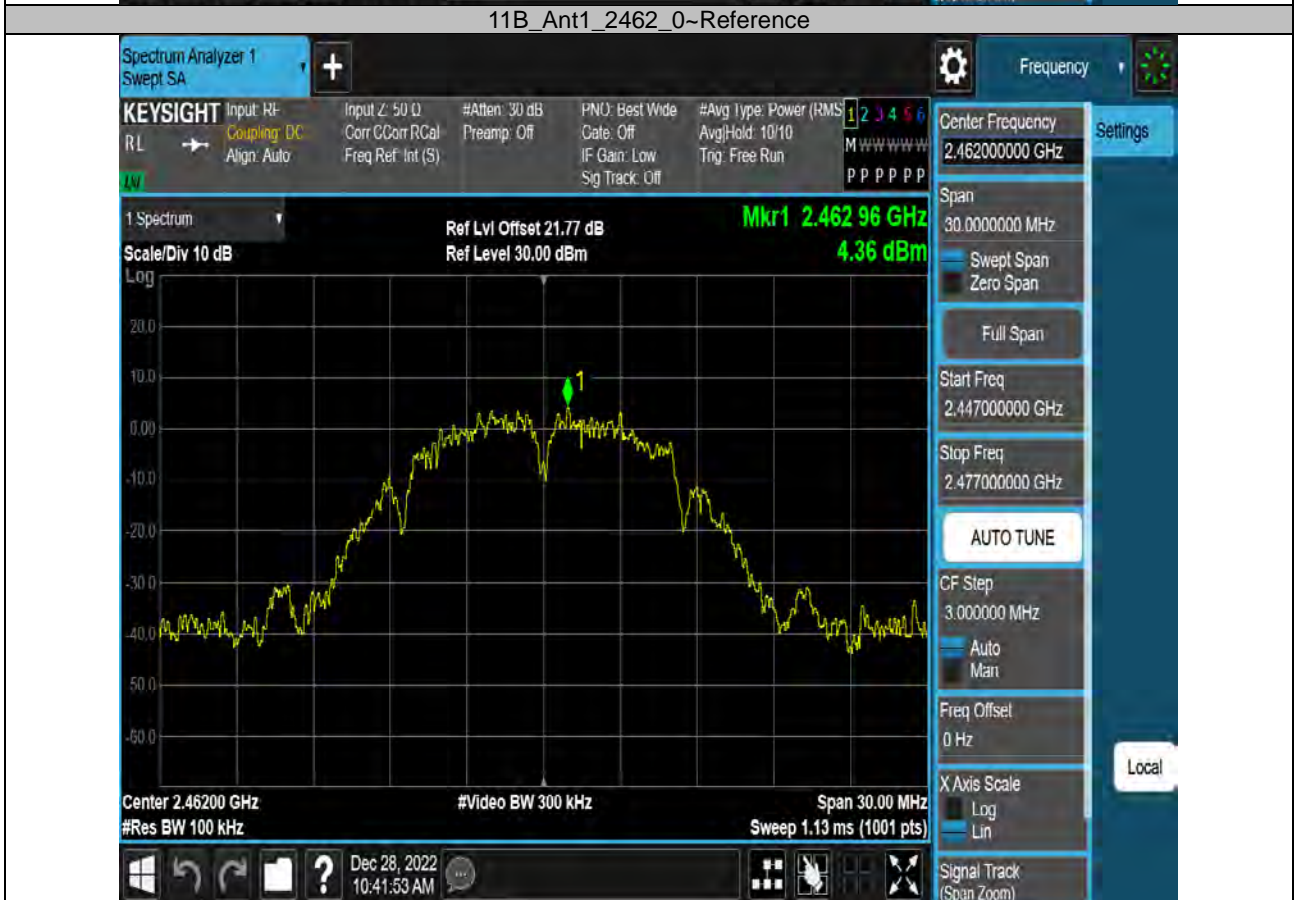 11B_Ant1_2462_0~Reference
Spectrum Analyzer 1
Swept SA
Frequency
KEYSIGHT
RL
Input: RF
Coupling: DC
Align: Auto
Input Z: 50 Ω
Corr CCorr RCal
Freq Ref: Int (S)
#Atten: 30 dB
Preamp: Off
PNO: Best Wide
Gate: Off
IF Gain: Low
Sig Track: Off
#Avg Type: Power (RMS
Avg|Hold: 10/10
Trig: Free Run
1 2 3 4 5 6
M W W W W W
P P P P P P
1 Spectrum
Scale/Div 10 dB
Ref Lvl Offset 21.77 dB
Ref Level 30.00 dBm
Mkr1 2.462 96 GHz
4.36 dBm
Log
20.0
10.0
0.00
-10.0
-20.0
-30.0
-40.0
50.0
-60.0
1
Center 2.46200 GHz
#Res BW 100 kHz
#Video BW 300 kHz
Span 30.00 MHz
Sweep 1.13 ms (1001 pts)
Dec 28, 2022
10:41:53 AM
Center Frequency
2.462000000 GHz
Settings
Span
30.0000000 MHz
Swept Span
Zero Span
Full Span
Start Freq
2.447000000 GHz
Stop Freq
2.477000000 GHz
AUTO TUNE
CF Step
3.000000 MHz
Auto
Man
Freq Offset
0 Hz
X Axis Scale
Log
Lin
Local
Signal Track
(Span Zoom)